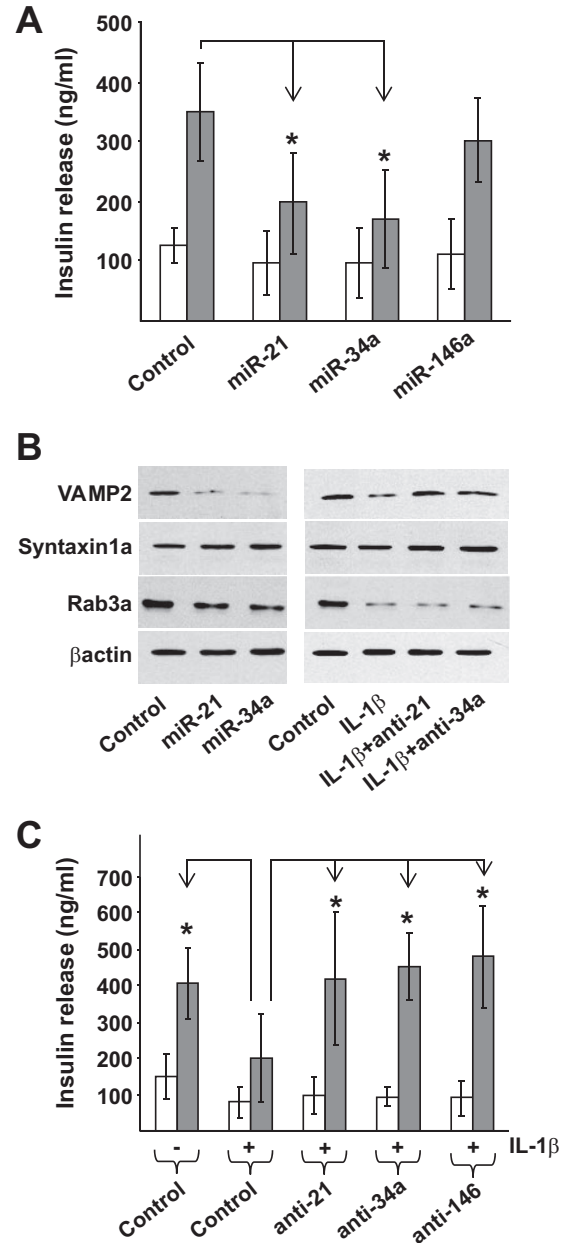 A
Insulin release (ng/ml)
500
400
300
200
100
* *
Control miR-21 miR-34a miR-146a
B
VAMP2
Syntaxin1a
Rab3a
βactin
Control miR-21 miR-34a Control IL-1β IL-1β+anti-21 IL-1β+anti-34a
C
Insulin release (ng/ml)
700
600
500
400
300
200
100
* * * *
- + + + + IL-1β
Control Control anti-21 anti-34a anti-146